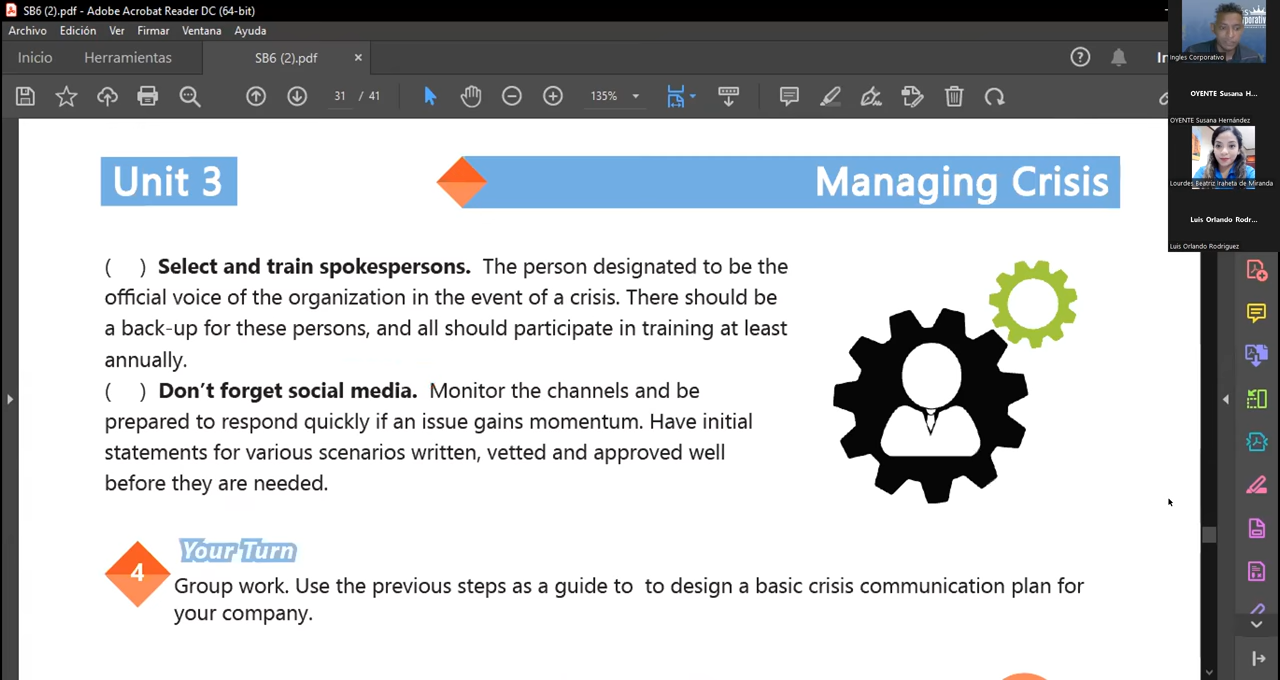 SB6 (2).pdf - Adobe Acrobat Reader DC (64-bit)
Archivo Edición Ver Firmar Ventana Ayuda
Inicio Herramientas SB6 (2).pdf ×
31 / 41 135%
Unit 3 Managing Crisis
( ) Select and train spokespersons. The person designated to be the
official voice of the organization in the event of a crisis. There should be
a back-up for these persons, and all should participate in training at least
annually.
( ) Don't forget social media. Monitor the channels and be
prepared to respond quickly if an issue gains momentum. Have initial
statements for various scenarios written, vetted and approved well
before they are needed.
4 Your Turn
Group work. Use the previous steps as a guide to to design a basic crisis communication plan for
your company.
Ingles Corporativo
OYENTE Susana H...
OYENTE Susana Hernández
Lourdes Beatriz Iraheta de Miranda
Luis Orlando Rodr...
Luis Orlando Rodriguez